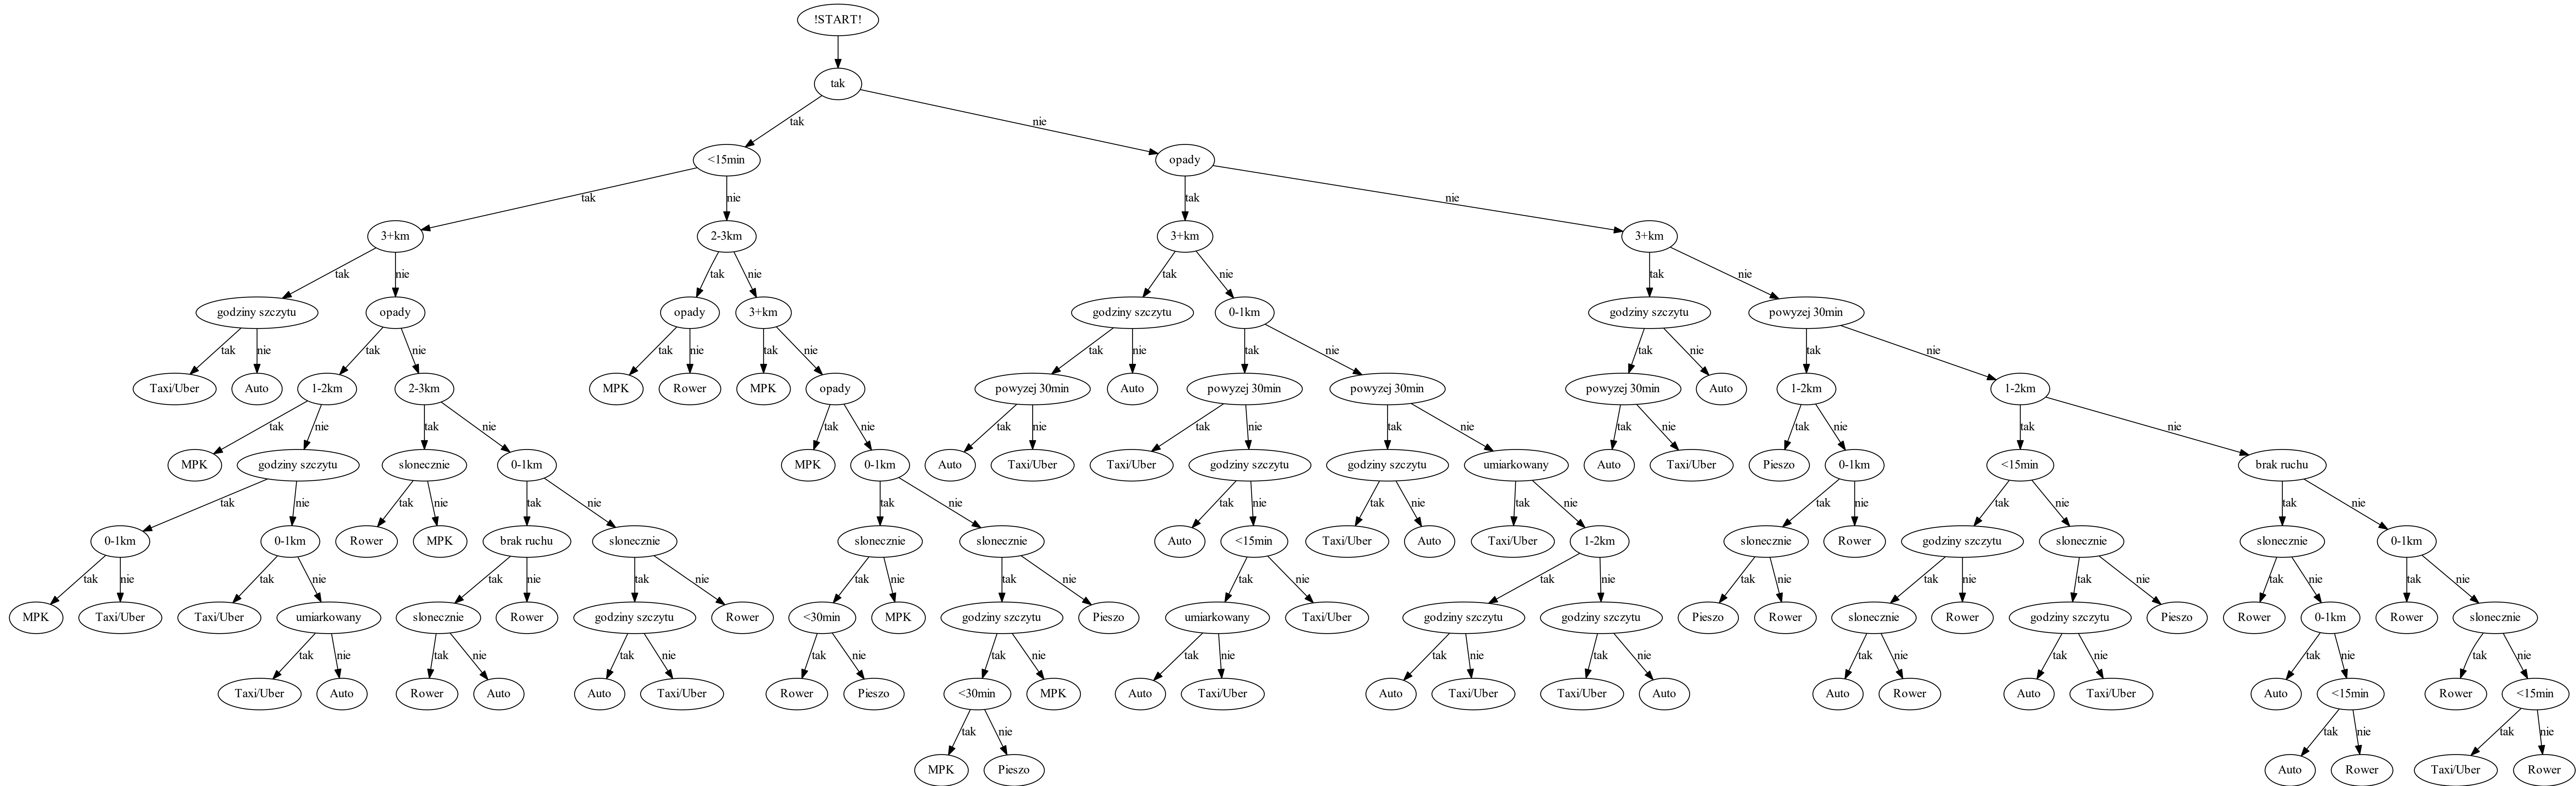 !START!
tak
tak nie
<15min opady
tak nie tak nie
3+km 2-3km 3+km 3+km
tak nie tak nie tak nie tak nie
godziny szczytu opady opady 3+km godziny szczytu 0-1km godziny szczytu powyzej 30min
tak nie tak nie tak nie tak nie tak nie tak nie tak nie tak nie
Taxi/Uber Auto 1-2km 2-3km MPK Rower MPK opady powyzej 30min Auto powyzej 30min powyzej 30min powyzej 30min Auto 1-2km 1-2km
tak nie tak nie tak nie tak nie tak nie tak nie tak nie tak nie tak nie
MPK godziny szczytu slonecznie 0-1km MPK 0-1km Auto Taxi/Uber Taxi/Uber godziny szczytu godziny szczytu umiarkowany Auto Taxi/Uber Pieszo 0-1km <15min brak ruchu
tak nie tak nie tak nie tak nie tak nie tak nie tak nie tak nie tak nie tak nie
0-1km 0-1km Rower MPK brak ruchu slonecznie slonecznie slonecznie Auto <15min Taxi/Uber Auto Taxi/Uber 1-2km slonecznie Rower godziny szczytu slonecznie slonecznie 0-1km
tak nie tak nie tak nie tak nie tak nie tak nie tak nie tak nie tak nie tak nie tak nie tak nie tak nie
MPK Taxi/Uber Taxi/Uber umiarkowany slonecznie Rower godziny szczytu Rower <30min MPK godziny szczytu Pieszo umiarkowany Taxi/Uber godziny szczytu godziny szczytu Pieszo Rower slonecznie Rower godziny szczytu Pieszo Rower 0-1km Rower slonecznie
tak nie tak nie tak nie tak nie tak nie tak nie tak nie tak nie tak nie tak nie tak nie tak nie
Taxi/Uber Auto Rower Auto Auto Taxi/Uber Rower Pieszo <30min MPK Auto Taxi/Uber Auto Taxi/Uber Taxi/Uber Auto Auto Rower Auto Taxi/Uber Auto <15min Rower <15min
tak nie tak nie tak nie
MPK Pieszo Auto Rower Taxi/Uber Rower